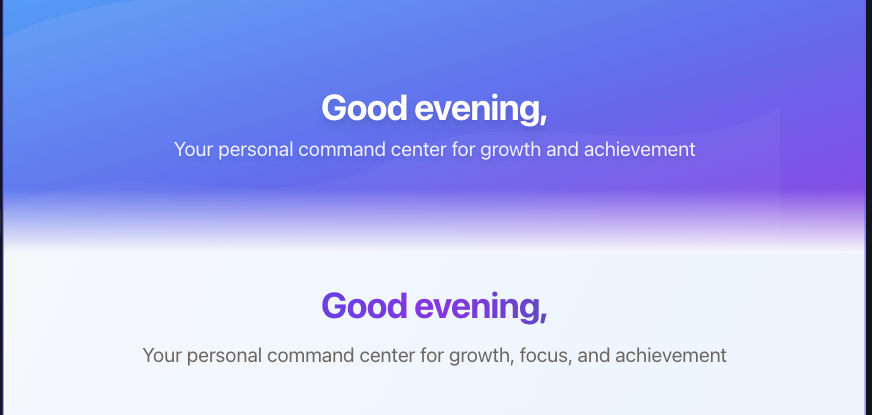 Good evening,
Your personal command center for growth and achievement
Good evening,
Your personal command center for growth, focus, and achievement